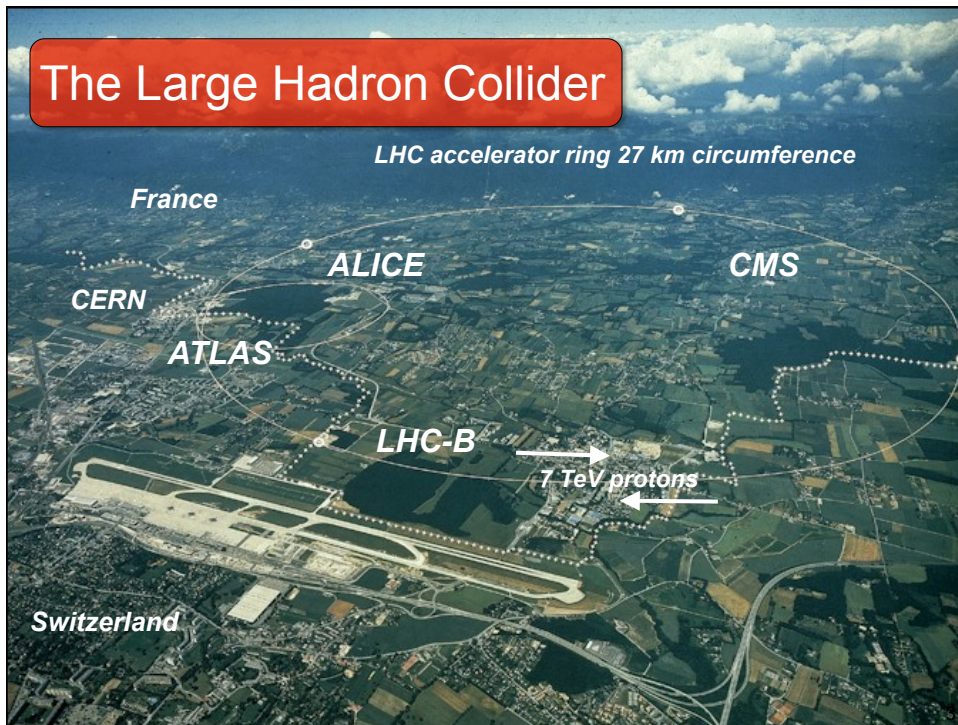 The Large Hadron Collider
LHC accelerator ring 27 km circumference
France
ALICE
CMS
CERN
ATLAS
LHC-B
7 TeV protons
Switzerland